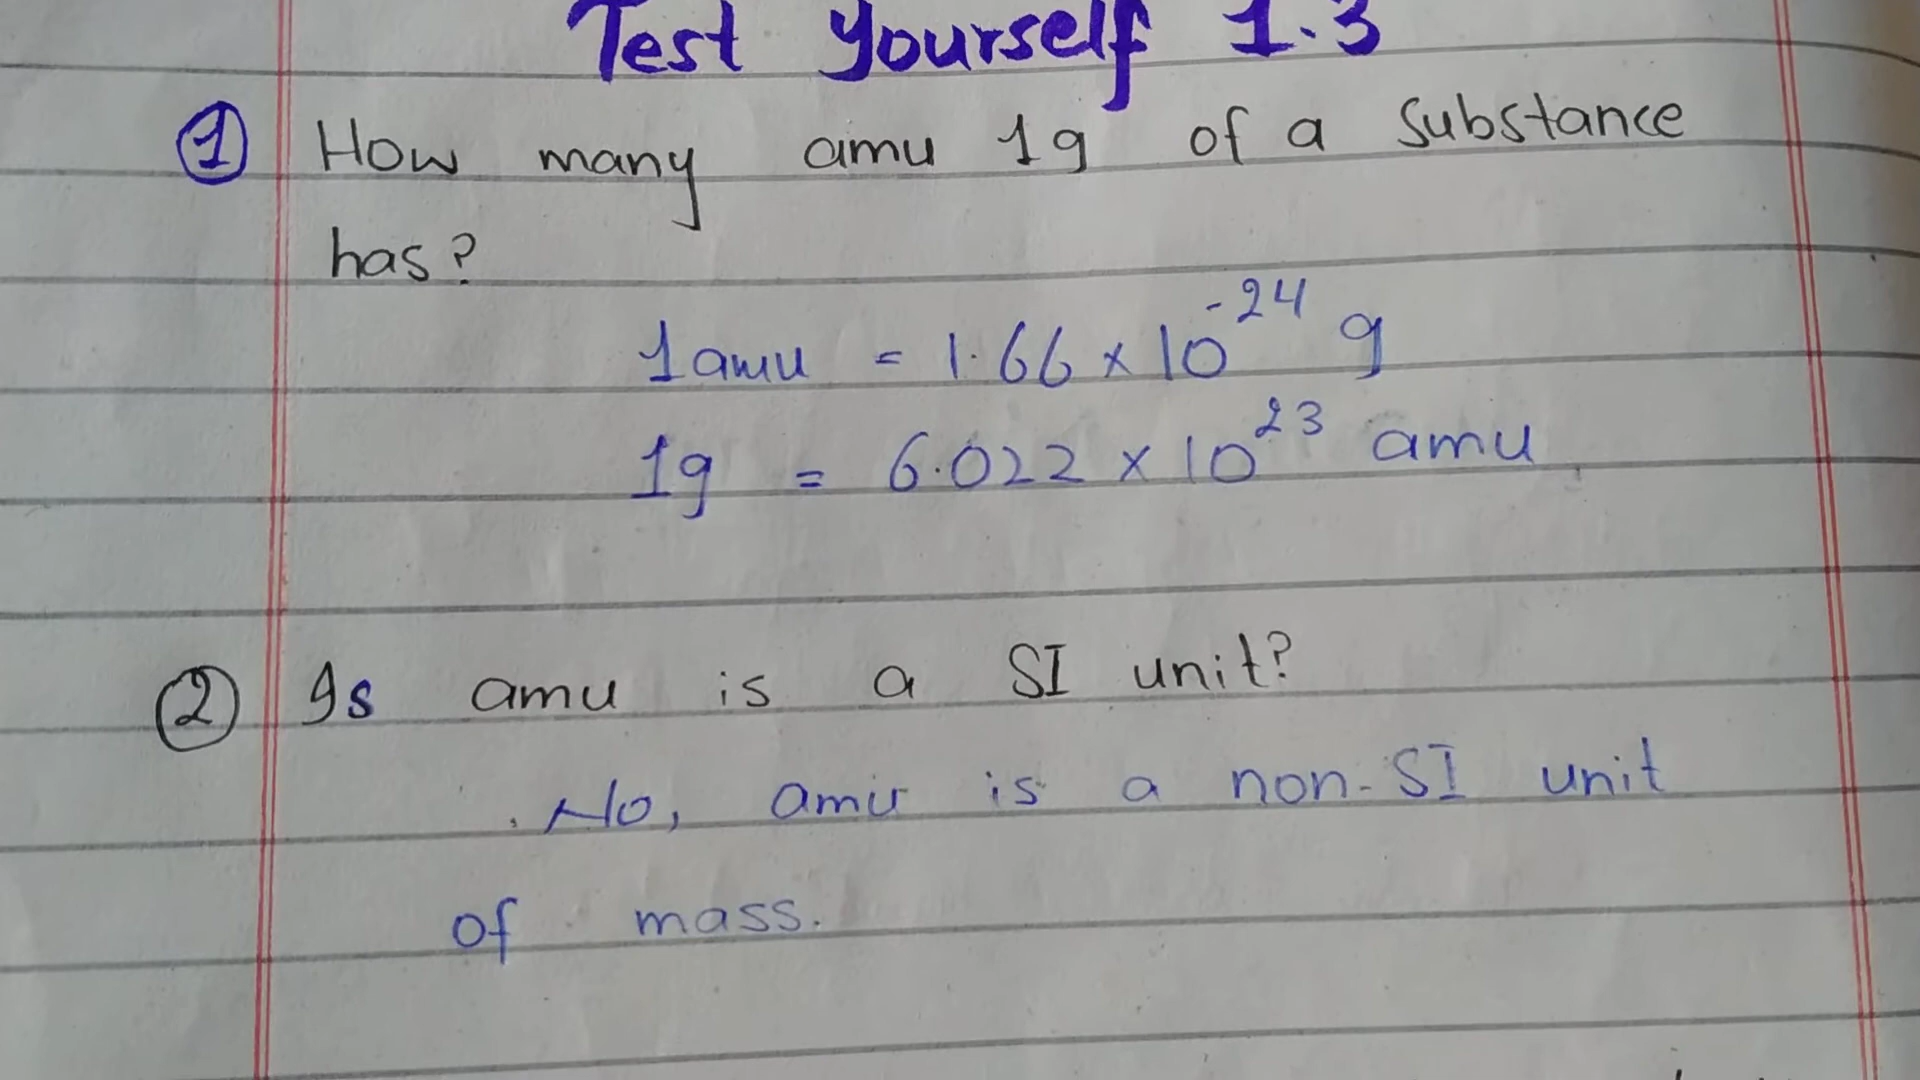 Test Yourself 1.3
1 How many amu 1g of a substance
has?
1 amu = 1.66 × 10⁻²⁴ g
1g = 6.022 × 10²³ amu
2 Is amu is a SI unit?
No, amu is a non-SI unit
of mass.